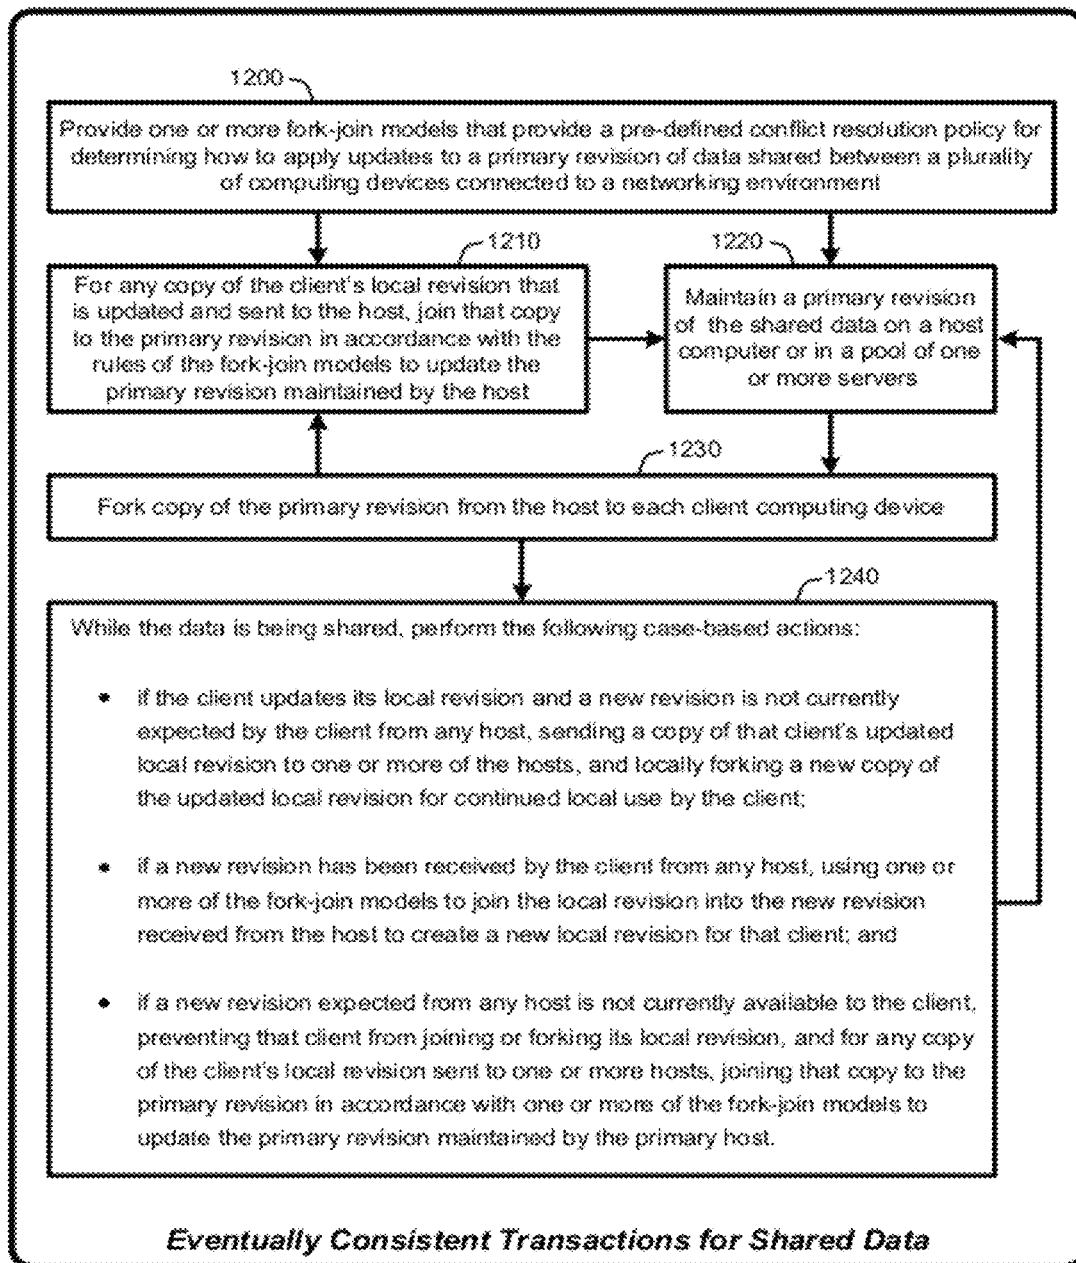 1200
Provide one or more fork-join models that provide a pre-defined conflict resolution policy for
determining how to apply updates to a primary revision of data shared between a plurality
of computing devices connected to a networking environment
1210
For any copy of the client's local revision that
is updated and sent to the host, join that copy
to the primary revision in accordance with the
rules of the fork-join models to update the
primary revision maintained by the host
1220
Maintain a primary revision
of the shared data on a host
computer or in a pool of one
or more servers
1230
Fork copy of the primary revision from the host to each client computing device
1240
While the data is being shared, perform the following case-based actions:
• if the client updates its local revision and a new revision is not currently
expected by the client from any host, sending a copy of that client's updated
local revision to one or more of the hosts, and locally forking a new copy of
the updated local revision for continued local use by the client;
• if a new revision has been received by the client from any host, using one or
more of the fork-join models to join the local revision into the new revision
received from the host to create a new local revision for that client; and
• if a new revision expected from any host is not currently available to the client,
preventing that client from joining or forking its local revision, and for any copy
of the client's local revision sent to one or more hosts, joining that copy to the
primary revision in accordance with one or more of the fork-join models to
update the primary revision maintained by the primary host.
Eventually Consistent Transactions for Shared Data